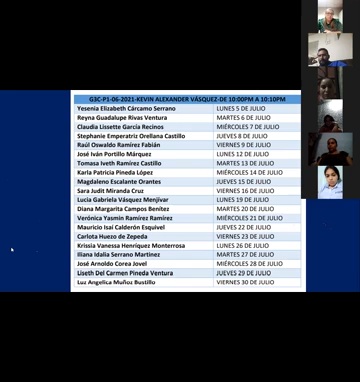 G3C-P1-06-2021-KEVIN ALEXANDER VÁSQUEZ-DE 10:00PM A 10:10PM
Yesenia Elizabeth Cárcamo Serrano LUNES 5 DE JULIO
Reyna Guadalupe Rivas Ventura MARTES 6 DE JULIO
Claudia Lissette García Recinos MIÉRCOLES 7 DE JULIO
Stephanie Emperatriz Orellana Castillo JUEVES 8 DE JULIO
Raúl Oswaldo Ramírez Fabián VIERNES 9 DE JULIO
José Iván Portillo Márquez LUNES 12 DE JULIO
Tomasa Iveth Ramírez Castillo MARTES 13 DE JULIO
Karla Patricia Pineda López MIÉRCOLES 14 DE JULIO
Magdaleno Escalante Orantes JUEVES 15 DE JULIO
Sara Judit Miranda Cruz VIERNES 16 DE JULIO
Lucía Gabriela Vásquez Menjívar LUNES 19 DE JULIO
Diana Margarita Campos Benítez MARTES 20 DE JULIO
Verónica Yasmín Ramírez Ramírez MIÉRCOLES 21 DE JULIO
Mauricio Isaí Calderón Esquivel JUEVES 22 DE JULIO
Carlota Huezo de Zepeda VIERNES 23 DE JULIO
Krissia Vanessa Henríquez Monterrosa LUNES 26 DE JULIO
Iliana Idalia Serrano Martínez MARTES 27 DE JULIO
José Arnoldo Corea Jovel MIÉRCOLES 28 DE JULIO
Liseth Del Carmen Pineda Ventura JUEVES 29 DE JULIO
Luz Angelica Muñoz Bustillo VIERNES 30 DE JULIO